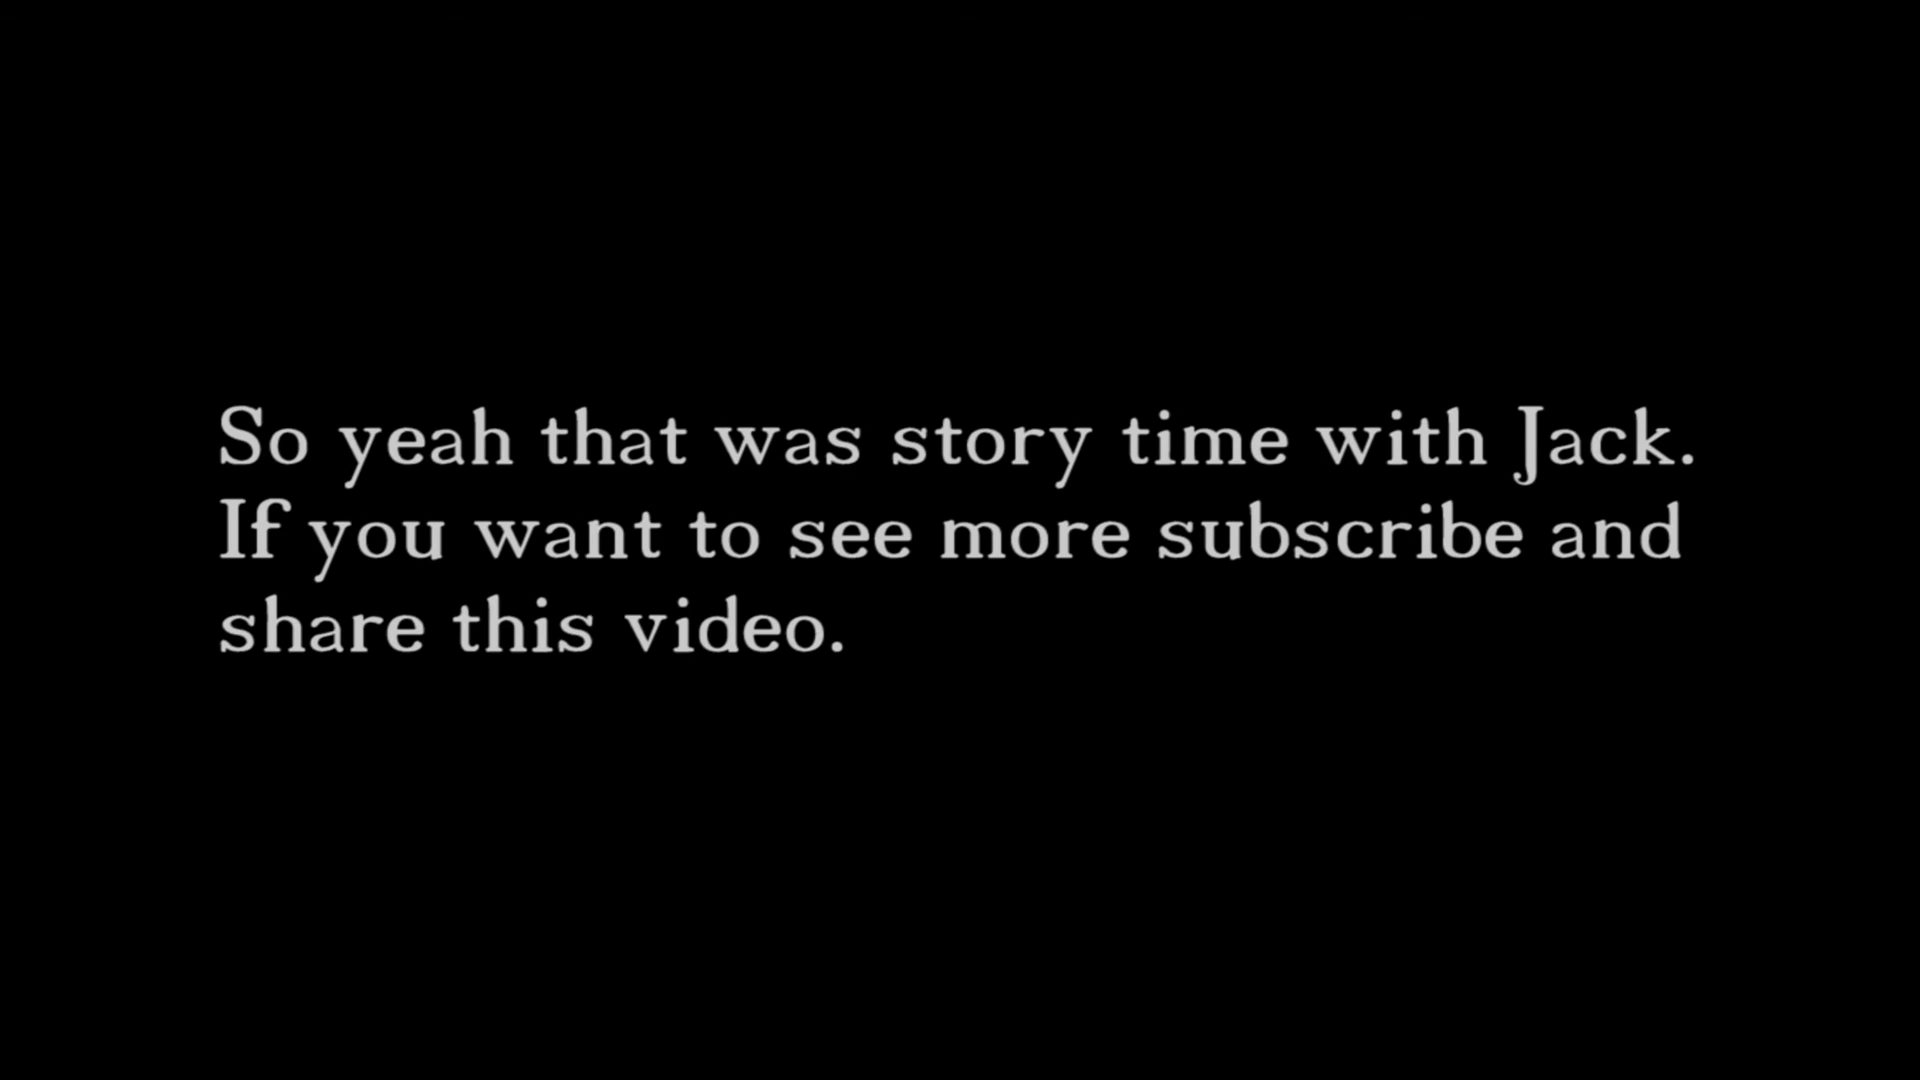 So yeah that was story time with Jack.
If you want to see more subscribe and
share this video.